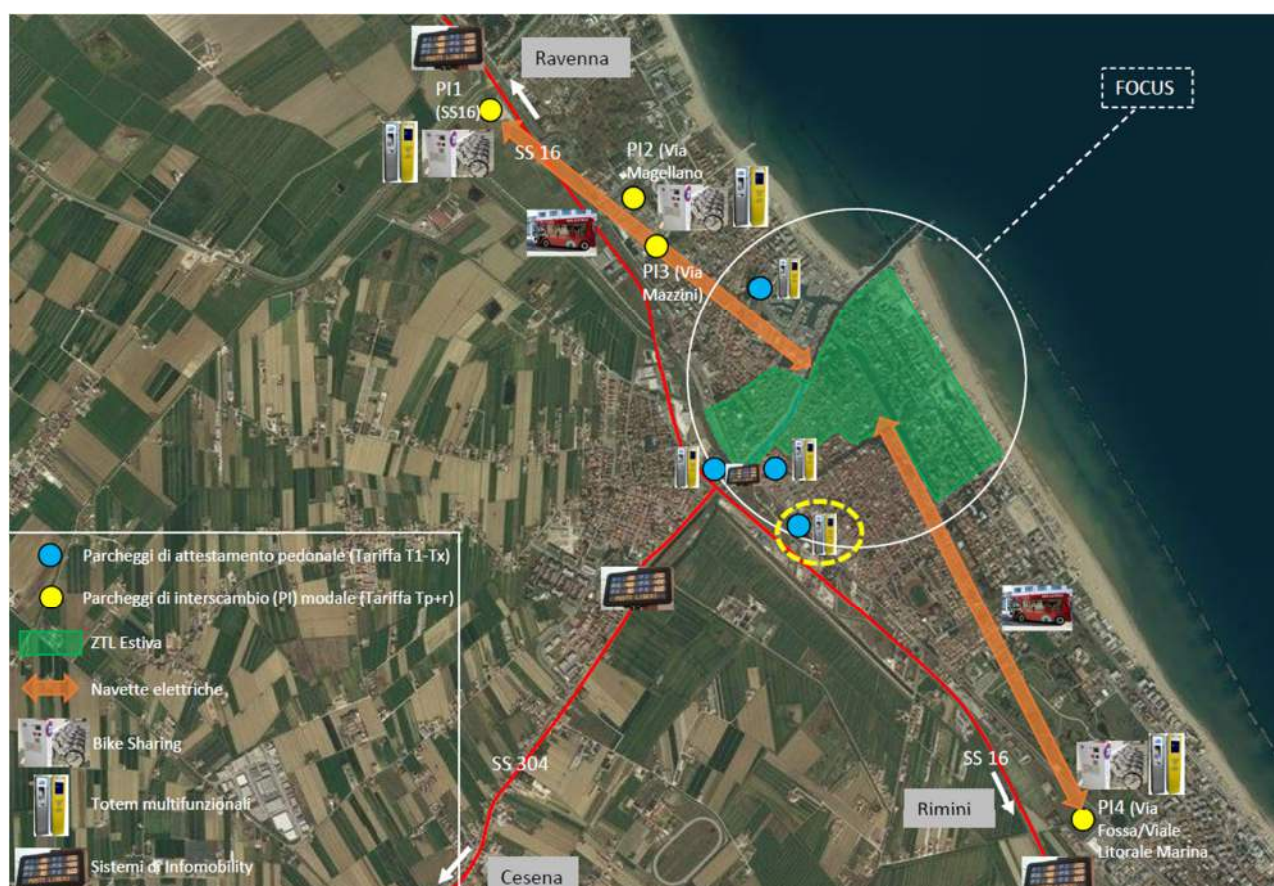 Ravenna
FOCUS
PI1
(SS16)
SS 16
PI2 (Via
Magellano
PI3 (Via
Mazzini)
Parcheggi di attestamento pedonale (Tariffa T1-Tx)
Parcheggi di interscambio (PI) modale (Tariffa Tp+r)
ZTL Estiva
Navette elettriche
Bike Sharing
Totem multifunzionali
Sistemi di Infomobility
SS 304
Cesena
SS 16
Rimini
PI4 (Via
Fossa/Viale
Litorale Marina